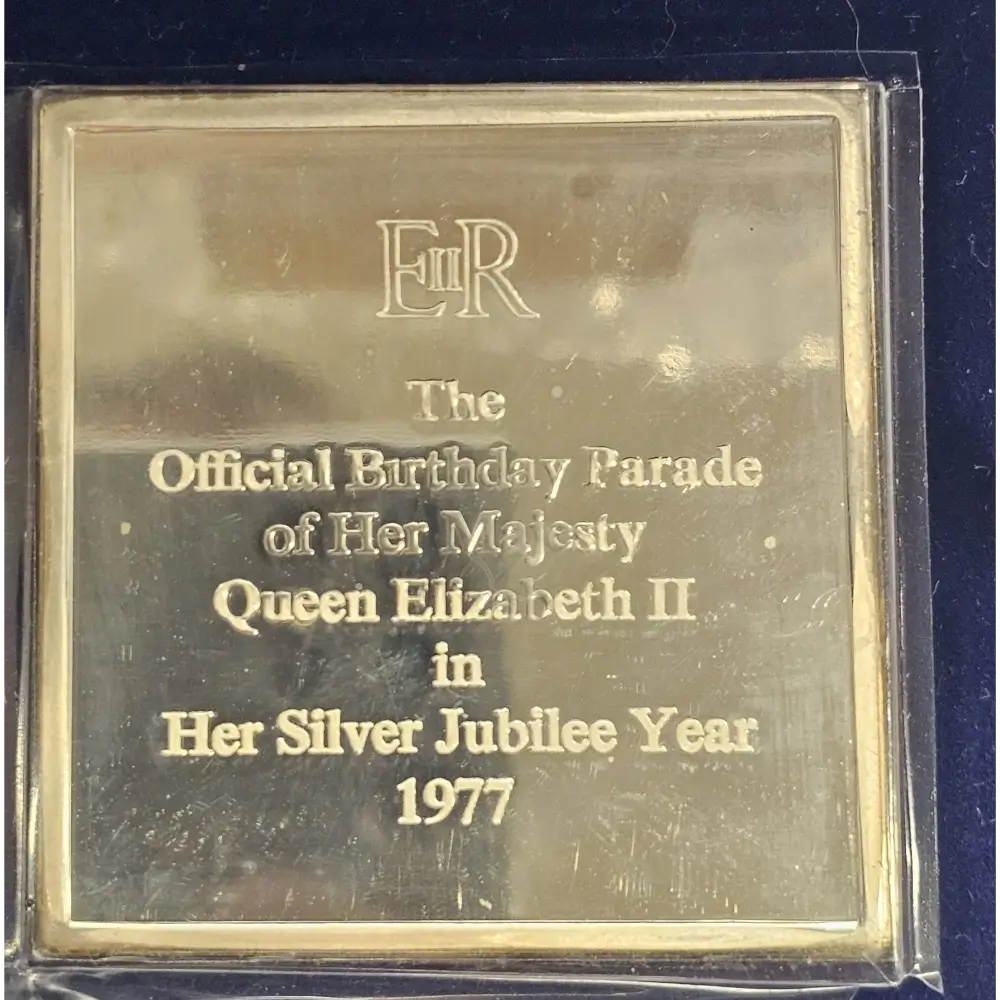 EIIR
The
Official Birthday Parade
of Her Majesty
Queen Elizabeth II
in
Her Silver Jubilee Year
1977